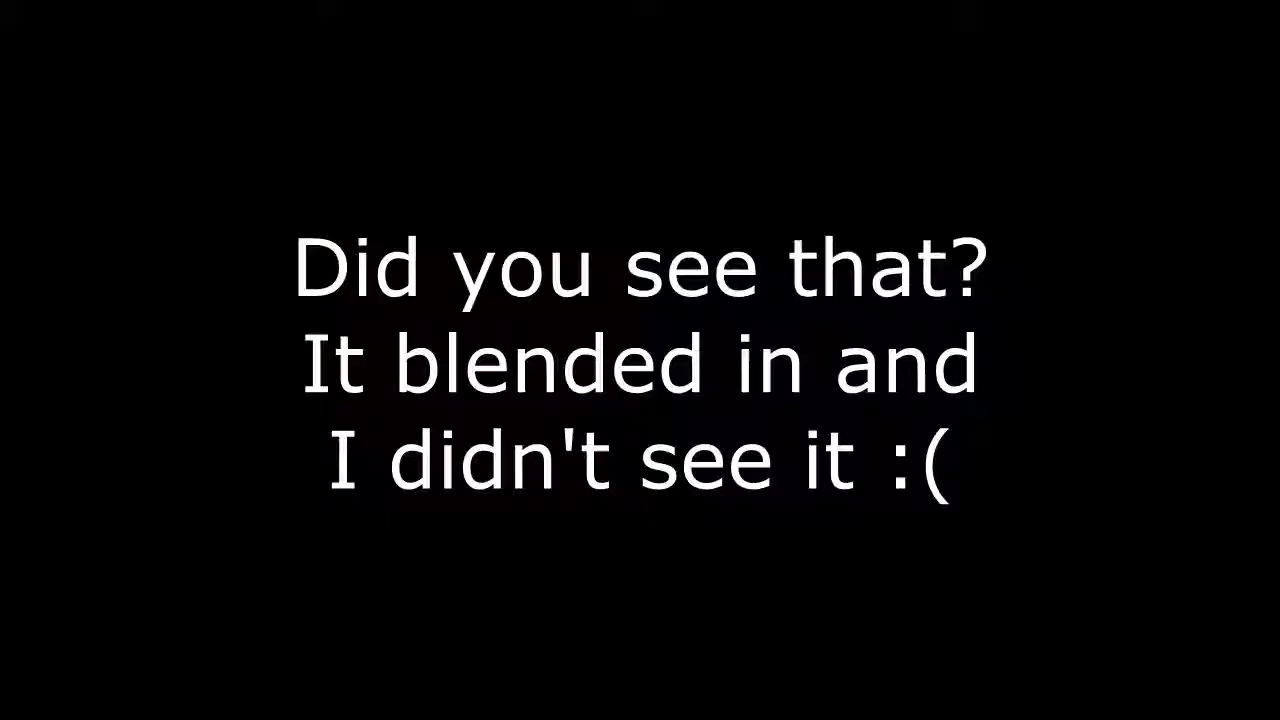 Did you see that?
It blended in and
I didn't see it :(